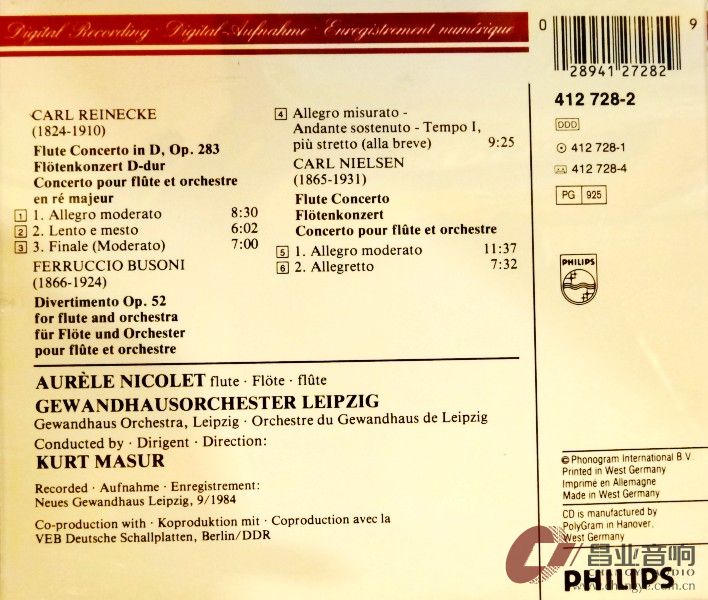 Digital Recording · Digital-Aufnahme · Enregistrement numérique
CARL REINECKE
(1824-1910)
Flute Concerto in D, Op. 283
Flötenkonzert D-dur
Concerto pour flûte et orchestre
en ré majeur
1 1. Allegro moderato 8:30
2 2. Lento e mesto 6:02
3 3. Finale (Moderato) 7:00
FERRUCCIO BUSONI
(1866-1924)
Divertimento Op. 52
for flute and orchestra
für Flöte und Orchester
pour flûte et orchestre
4 Allegro misurato -
Andante sostenuto - Tempo I,
più stretto (alla breve) 9:25
CARL NIELSEN
(1865-1931)
Flute Concerto
Flötenkonzert
Concerto pour flûte et orchestre
5 1. Allegro moderato 11:37
6 2. Allegretto 7:32
AURÈLE NICOLET flute · Flöte · flûte
GEWANDHAUSORCHESTER LEIPZIG
Gewandhaus Orchestra, Leipzig · Orchestre du Gewandhaus de Leipzig
Conducted by · Dirigent · Direction:
KURT MASUR
Recorded · Aufnahme · Enregistrement:
Neues Gewandhaus Leipzig, 9/1984
Co-production with · Koproduktion mit · Coproduction avec la
VEB Deutsche Schallplatten, Berlin/DDR
0 28941 27282 9
412 728-2
DDD
412 728-1
412 728-4
PG 925
PHILIPS
© Phonogram International B.V.
Printed in West Germany
Imprimé en Allemagne
Made in West Germany
CD is manufactured by
PolyGram in Hanover,
West Germany
昌业音响
PHILIPS